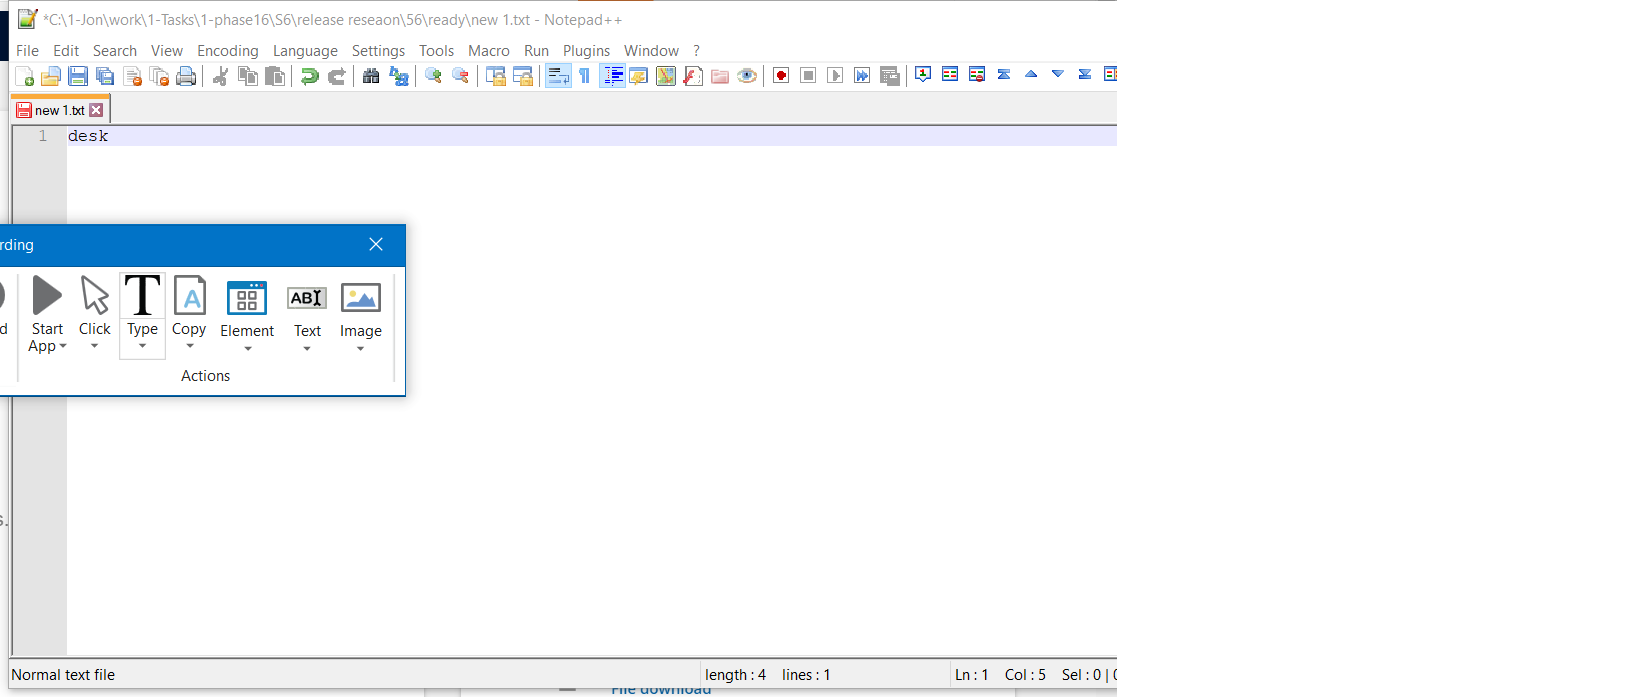 *C:\1-Jon\work\1-Tasks\1-phase16\S6\release reseaon\56\ready\new 1.txt - Notepad++
File Edit Search View Encoding Language Settings Tools Macro Run Plugins Window ?
new 1.txt
1 desk
rding
d Start App Click Type Copy Element Text Image
Actions
s.
Normal text file length : 4 lines : 1 Ln : 1 Col : 5 Sel : 0 | 0
File download